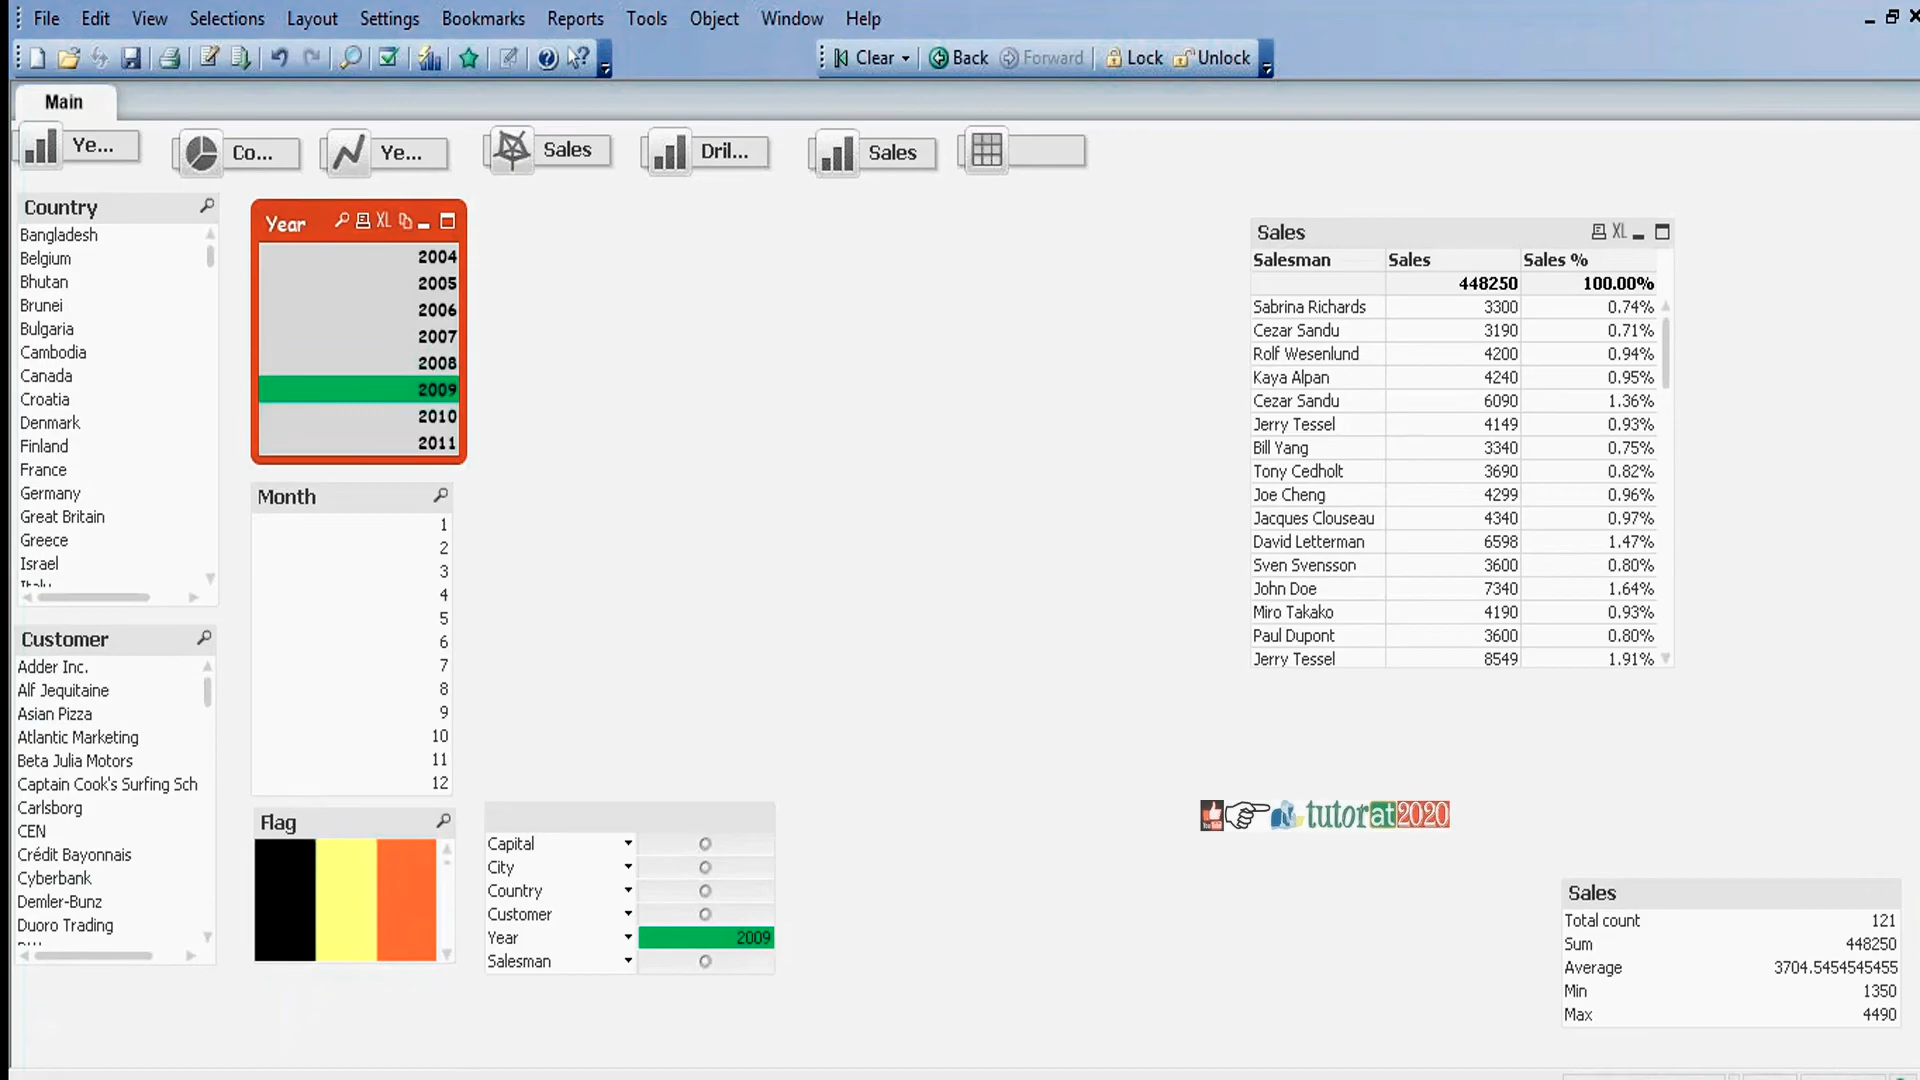 File Edit View Selections Layout Settings Bookmarks Reports Tools Object Window Help
Clear Back Forward Lock Unlock
Main
Ye... Co... Ye... Sales Dril... Sales
Country
Bangladesh
Belgium
Bhutan
Brunei
Bulgaria
Cambodia
Canada
Croatia
Denmark
Finland
France
Germany
Great Britain
Greece
Israel
Italy
Customer
Adder Inc.
Alf Jequitaine
Asian Pizza
Atlantic Marketing
Beta Julia Motors
Captain Cook's Surfing Sch
Carlsborg
CEN
Crédit Bayonnais
Cyberbank
Demler-Bunz
Duoro Trading
Year XL
2004
2005
2006
2007
2008
2009
2010
2011
Month
1
2
3
4
5
6
7
8
9
10
11
12
Flag
Capital
City
Country
Customer
Year 2009
Salesman
Sales XL
Salesman Sales Sales %
448250 100.00%
Sabrina Richards 3300 0.74%
Cezar Sandu 3190 0.71%
Rolf Wesenlund 4200 0.94%
Kaya Alpan 4240 0.95%
Cezar Sandu 6090 1.36%
Jerry Tessel 4149 0.93%
Bill Yang 3340 0.75%
Tony Cedholt 3690 0.82%
Joe Cheng 4299 0.96%
Jacques Clouseau 4340 0.97%
David Letterman 6598 1.47%
Sven Svensson 3600 0.80%
John Doe 7340 1.64%
Miro Takako 4190 0.93%
Paul Dupont 3600 0.80%
Jerry Tessel 8549 1.91%
tutorat2020
Sales
Total count 121
Sum 448250
Average 3704.5454545455
Min 1350
Max 4490